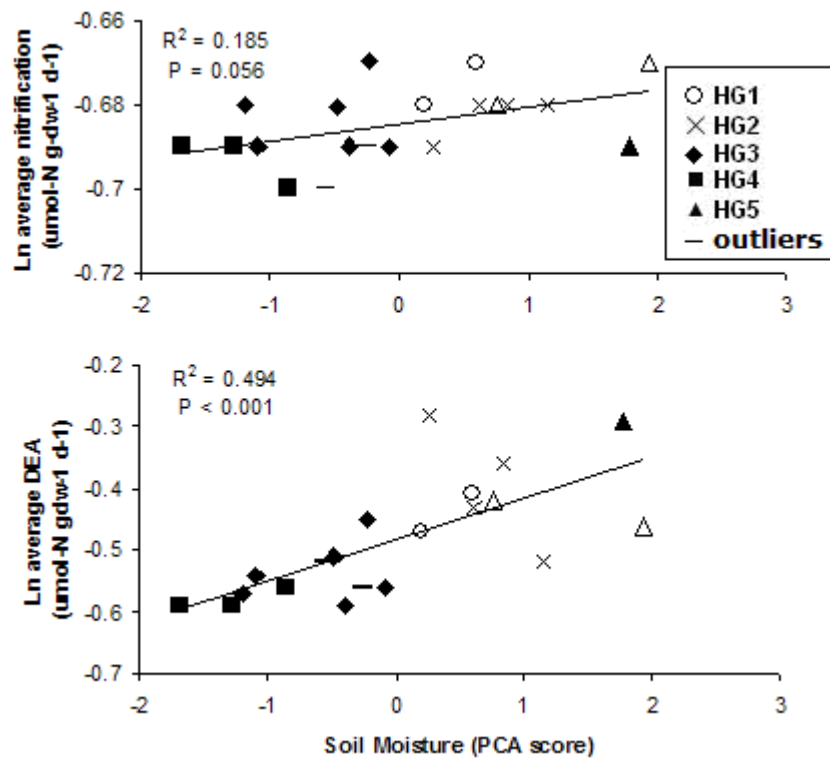 Ln average nitrification
(umol-N g-dw-1 d-1)
-0.66
-0.68
-0.7
-0.72
R² = 0.185
P = 0.056
HG1
HG2
HG3
HG4
HG5
outliers
-2 -1 0 1 2 3
Ln average DEA
(umol-N gdw-1 d-1)
-0.2
-0.3
-0.4
-0.5
-0.6
-0.7
R² = 0.494
P < 0.001
-2 -1 0 1 2 3
Soil Moisture (PCA score)